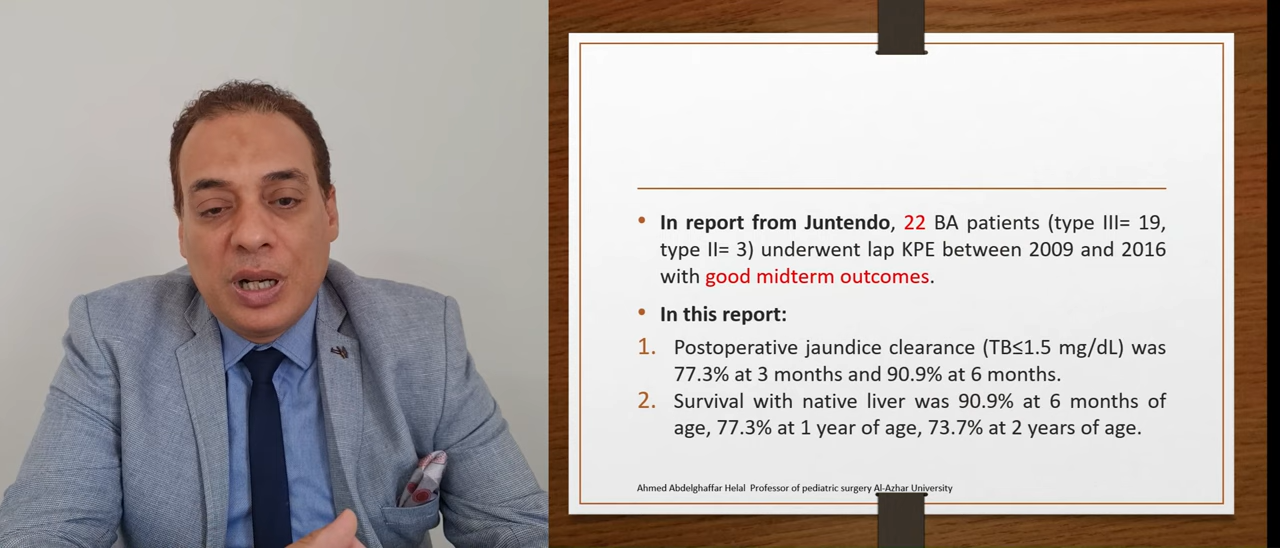 • In report from Juntendo, 22 BA patients (type III= 19,
type II= 3) underwent lap KPE between 2009 and 2016
with good midterm outcomes.
• In this report:
1. Postoperative jaundice clearance (TB≤1.5 mg/dL) was
77.3% at 3 months and 90.9% at 6 months.
2. Survival with native liver was 90.9% at 6 months of
age, 77.3% at 1 year of age, 73.7% at 2 years of age.
Ahmed Abdelghaffar Helal Professor of pediatric surgery Al-Azhar University